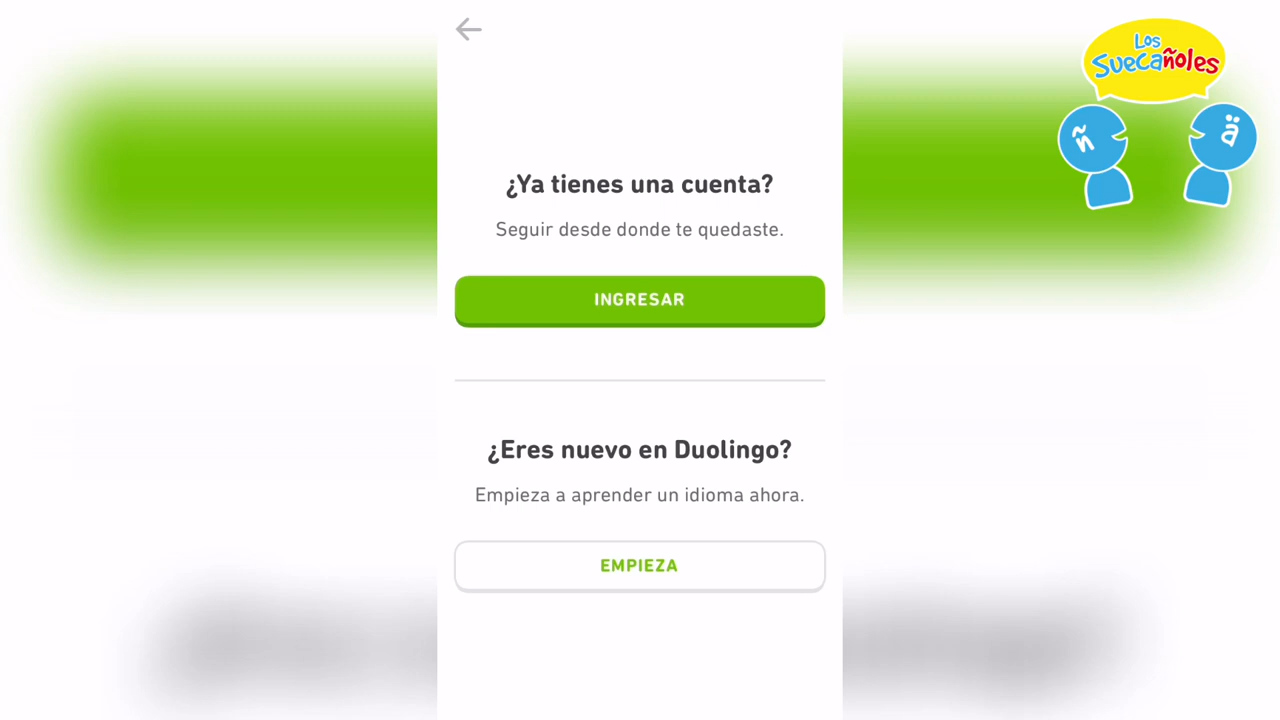 Los
Suecañoles
ñ
ä
¿Ya tienes una cuenta?
Seguir desde donde te quedaste.
INGRESAR
¿Eres nuevo en Duolingo?
Empieza a aprender un idioma ahora.
EMPIEZA